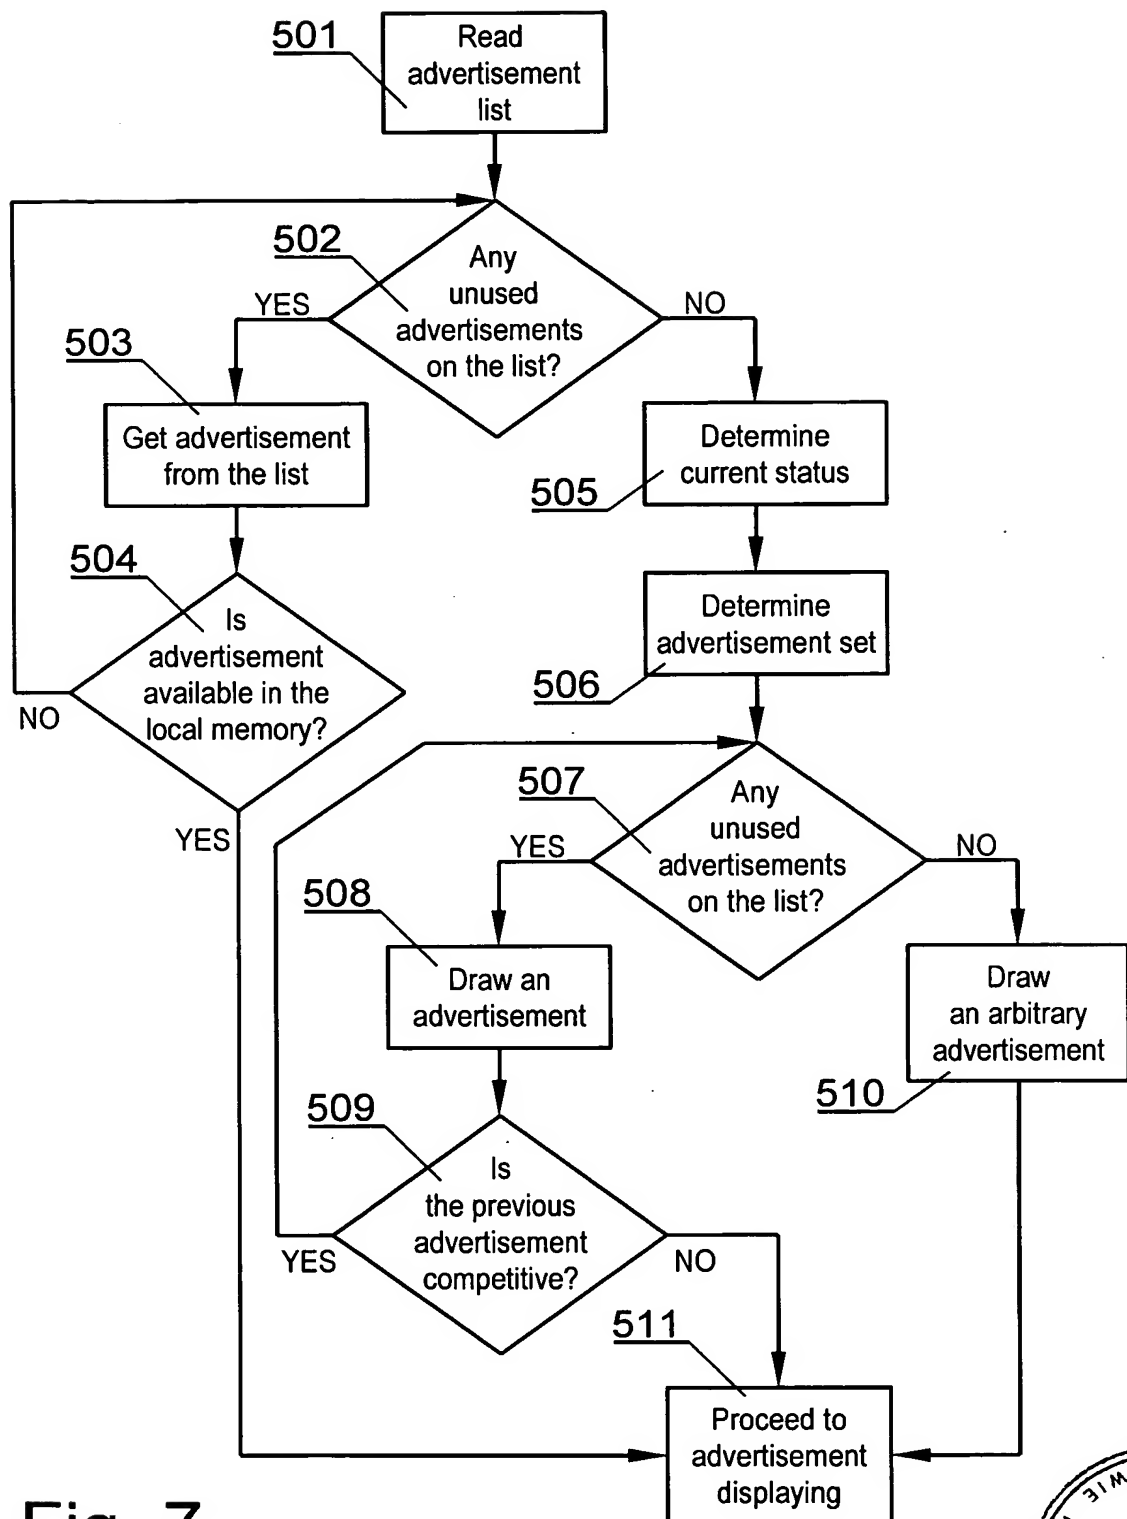 501
Read
advertisement
list
502
Any
unused
advertisements
on the list?
YES
NO
503
Get advertisement
from the list
Determine
current status
505
504
Is
advertisement
available in the
local memory?
NO
YES
Determine
advertisement set
506
507
Any
unused
advertisements
on the list?
YES
NO
508
Draw an
advertisement
Draw
an arbitrary
advertisement
510
509
Is
the previous
advertisement
competitive?
YES
NO
511
Proceed to
advertisement
displaying
Fig. 7
WIE